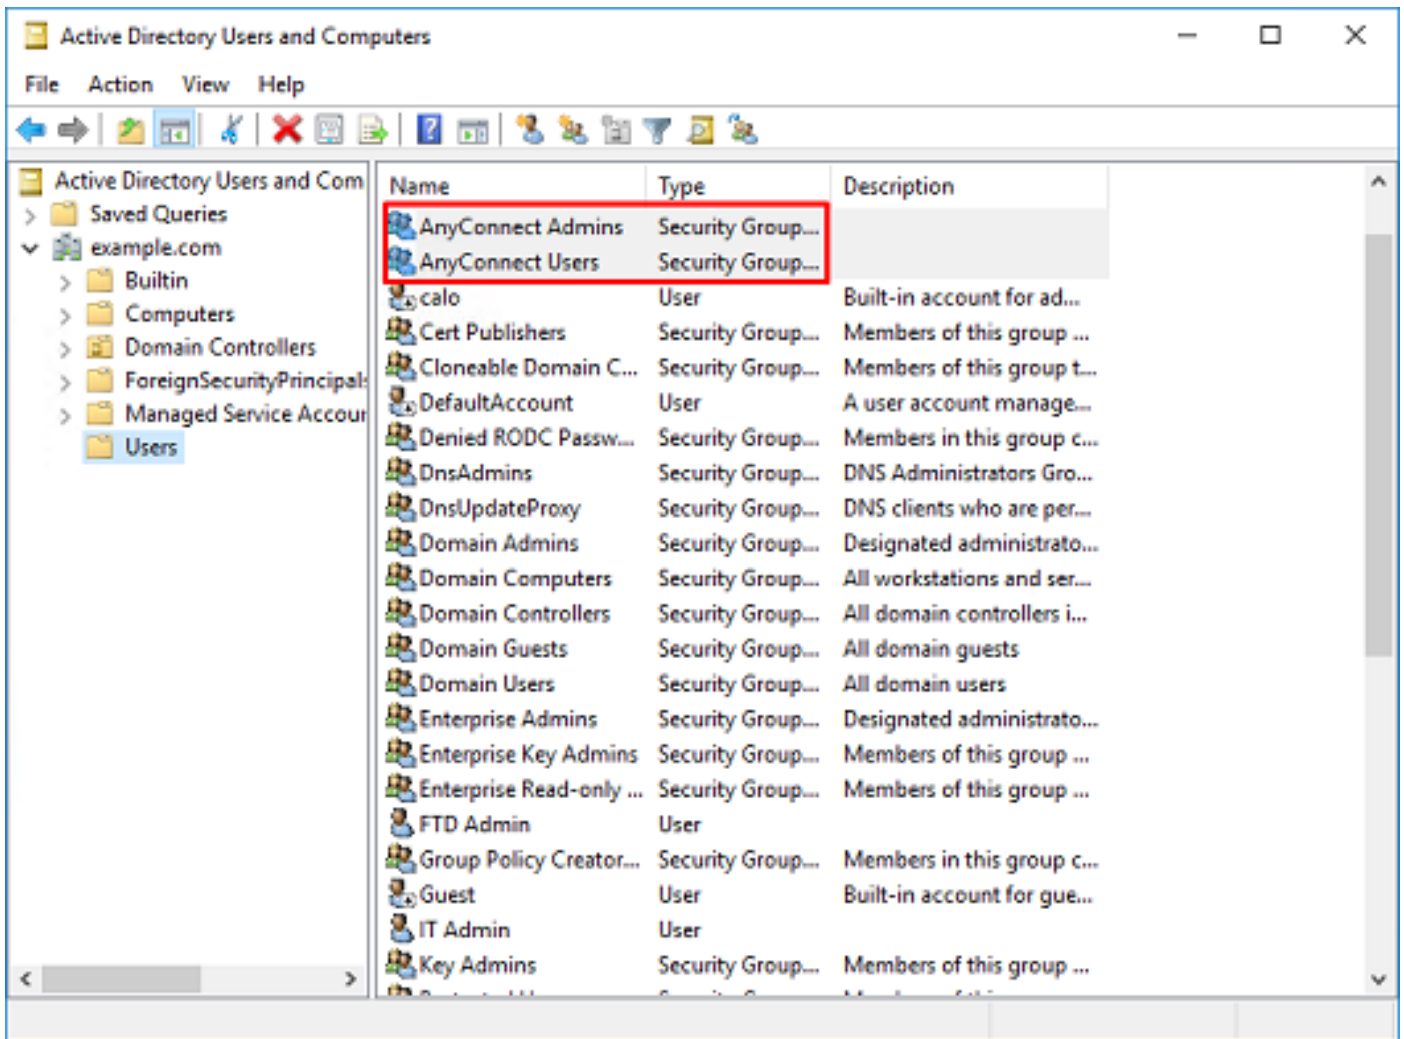 Active Directory Users and Computers
File Action View Help
Active Directory Users and Com
Saved Queries
example.com
Builtin
Computers
Domain Controllers
ForeignSecurityPrincipal
Managed Service Accour
Users
Name Type Description
AnyConnect Admins Security Group...
AnyConnect Users Security Group...
calo User Built-in account for ad...
Cert Publishers Security Group... Members of this group ...
Cloneable Domain C... Security Group... Members of this group t...
DefaultAccount User A user account manage...
Denied RODC Passw... Security Group... Members in this group c...
DnsAdmins Security Group... DNS Administrators Gro...
DnsUpdateProxy Security Group... DNS clients who are per...
Domain Admins Security Group... Designated administrato...
Domain Computers Security Group... All workstations and ser...
Domain Controllers Security Group... All domain controllers i...
Domain Guests Security Group... All domain guests
Domain Users Security Group... All domain users
Enterprise Admins Security Group... Designated administrato...
Enterprise Key Admins Security Group... Members of this group ...
Enterprise Read-only ... Security Group... Members of this group ...
FTD Admin User
Group Policy Creator... Security Group... Members in this group c...
Guest User Built-in account for gue...
IT Admin User
Key Admins Security Group... Members of this group ...